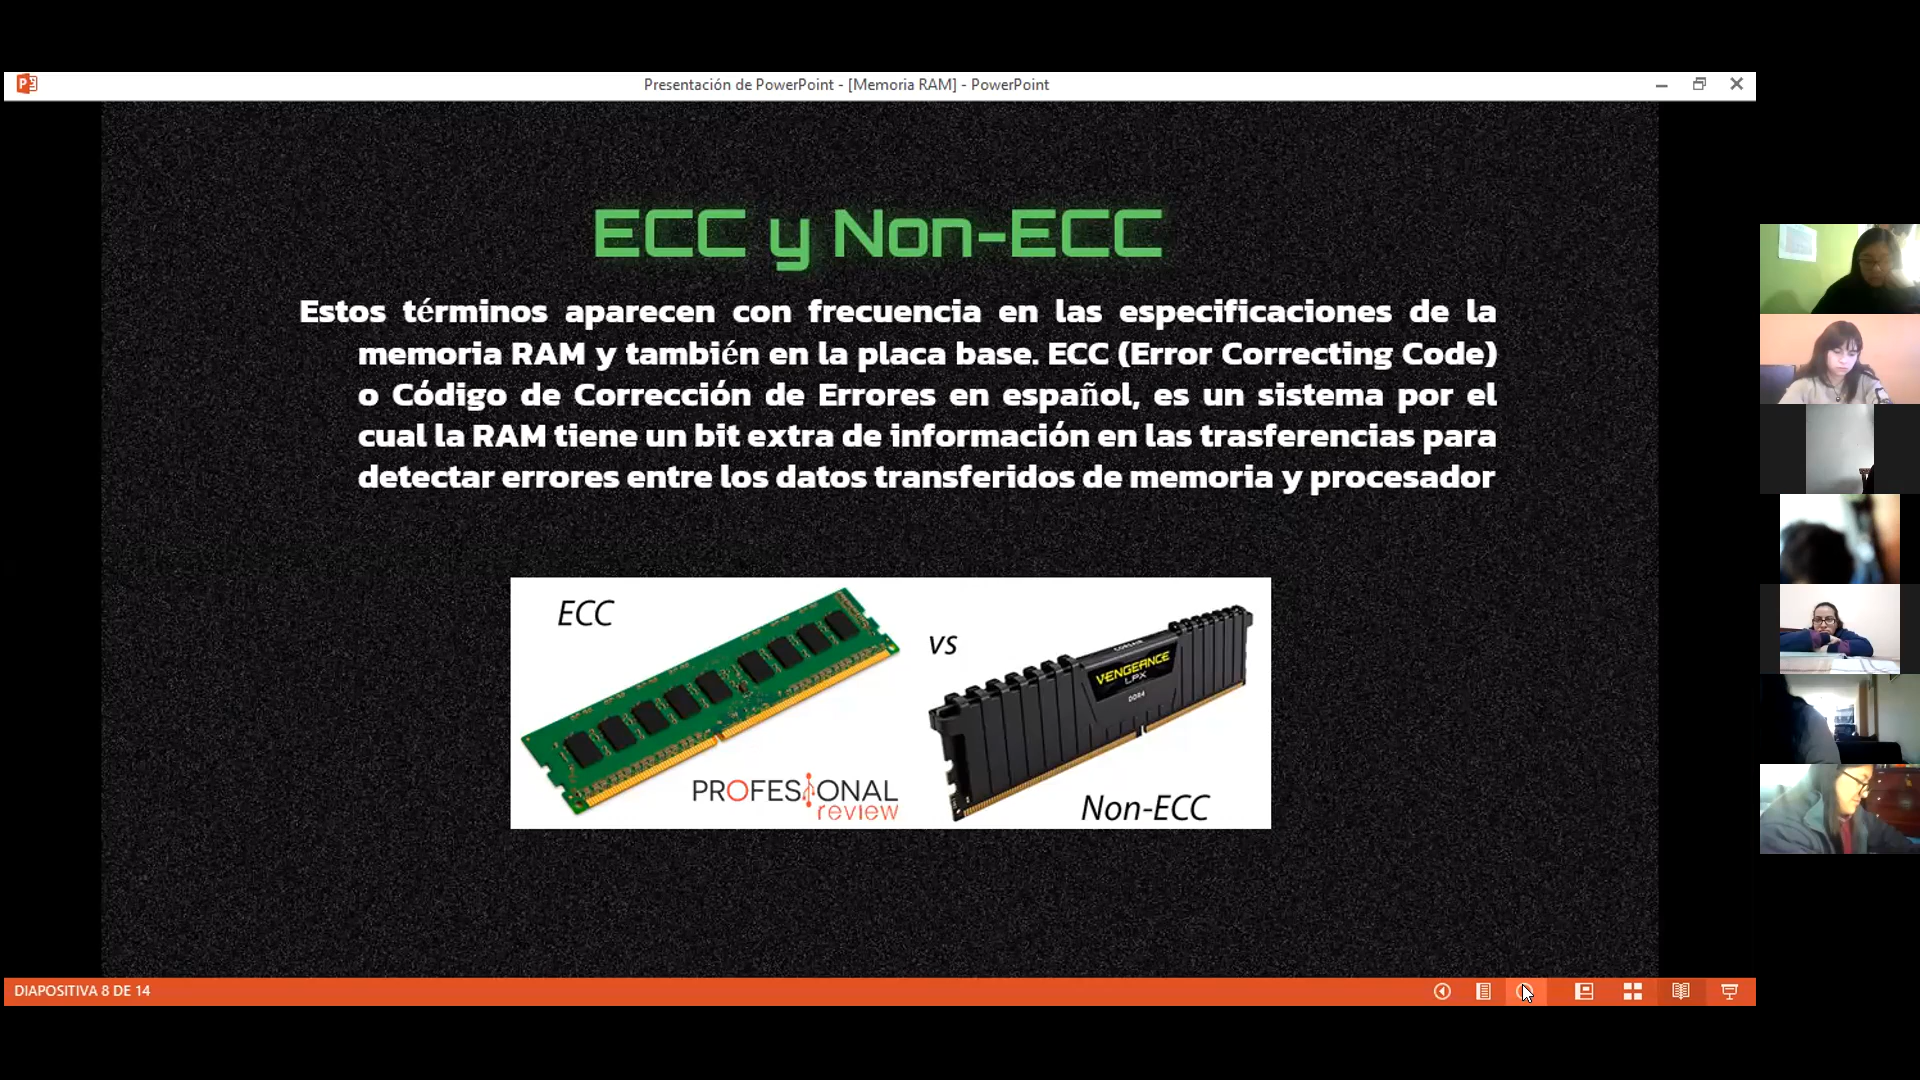 Presentación de PowerPoint - [Memoria RAM] - PowerPoint
ECC y Non-ECC
Estos términos aparecen con frecuencia en las especificaciones de la
memoria RAM y también en la placa base. ECC (Error Correcting Code)
o Código de Corrección de Errores en español, es un sistema por el
cual la RAM tiene un bit extra de información en las trasferencias para
detectar errores entre los datos transferidos de memoria y procesador
ECC
vs
VENGEANCE
LPX
DDR4
PROFESIONAL
review
Non-ECC
DIAPOSITIVA 8 DE 14